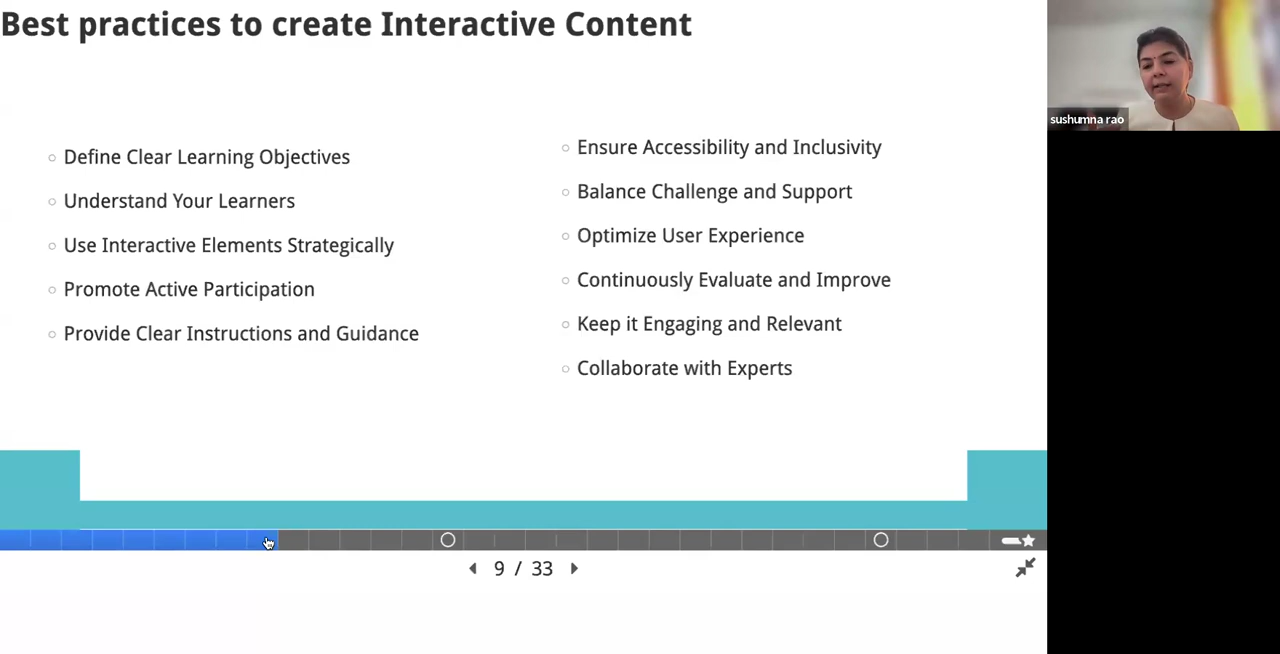 Best practices to create Interactive Content
Define Clear Learning Objectives
Understand Your Learners
Use Interactive Elements Strategically
Promote Active Participation
Provide Clear Instructions and Guidance
Ensure Accessibility and Inclusivity
Balance Challenge and Support
Optimize User Experience
Continuously Evaluate and Improve
Keep it Engaging and Relevant
Collaborate with Experts
sushumna rao
9 / 33